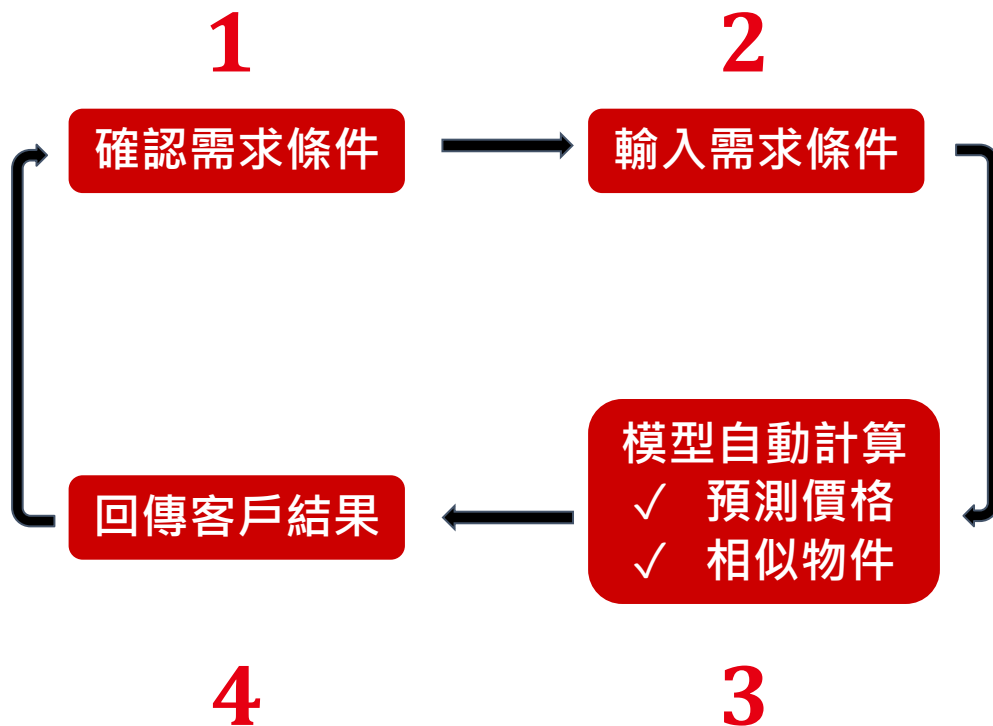 1
2
確認需求條件
輸入需求條件
模型自動計算
✓ 預測價格
✓ 相似物件
回傳客戶結果
4
3